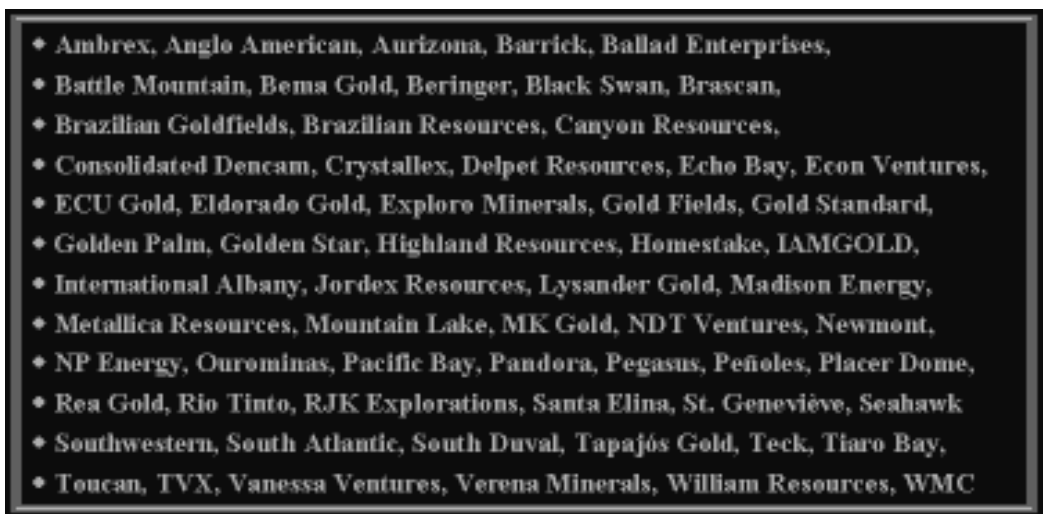 ◆ Ambrex, Anglo American, Aurizona, Barrick, Ballad Enterprises,
◆ Battle Mountain, Bema Gold, Beringer, Black Swan, Brascan,
◆ Brazilian Goldfields, Brazilian Resources, Canyon Resources,
◆ Consolidated Dencam, Crystallex, Delpet Resources, Echo Bay, Econ Ventures,
◆ ECU Gold, Eldorado Gold, Exploro Minerals, Gold Fields, Gold Standard,
◆ Golden Palm, Golden Star, Highland Resources, Homestake, IAMGOLD,
◆ International Albany, Jordex Resources, Lysander Gold, Madison Energy,
◆ Metallica Resources, Mountain Lake, MK Gold, NDT Ventures, Newmont,
◆ NP Energy, Ourominas, Pacific Bay, Pandora, Pegasus, Peñoles, Placer Dome,
◆ Rea Gold, Rio Tinto, RJK Explorations, Santa Elina, St. Geneviève, Seahawk
◆ Southwestern, South Atlantic, South Duval, Tapajós Gold, Teck, Tiaro Bay,
◆ Toucan, TVX, Vanessa Ventures, Verena Minerals, William Resources, WMC